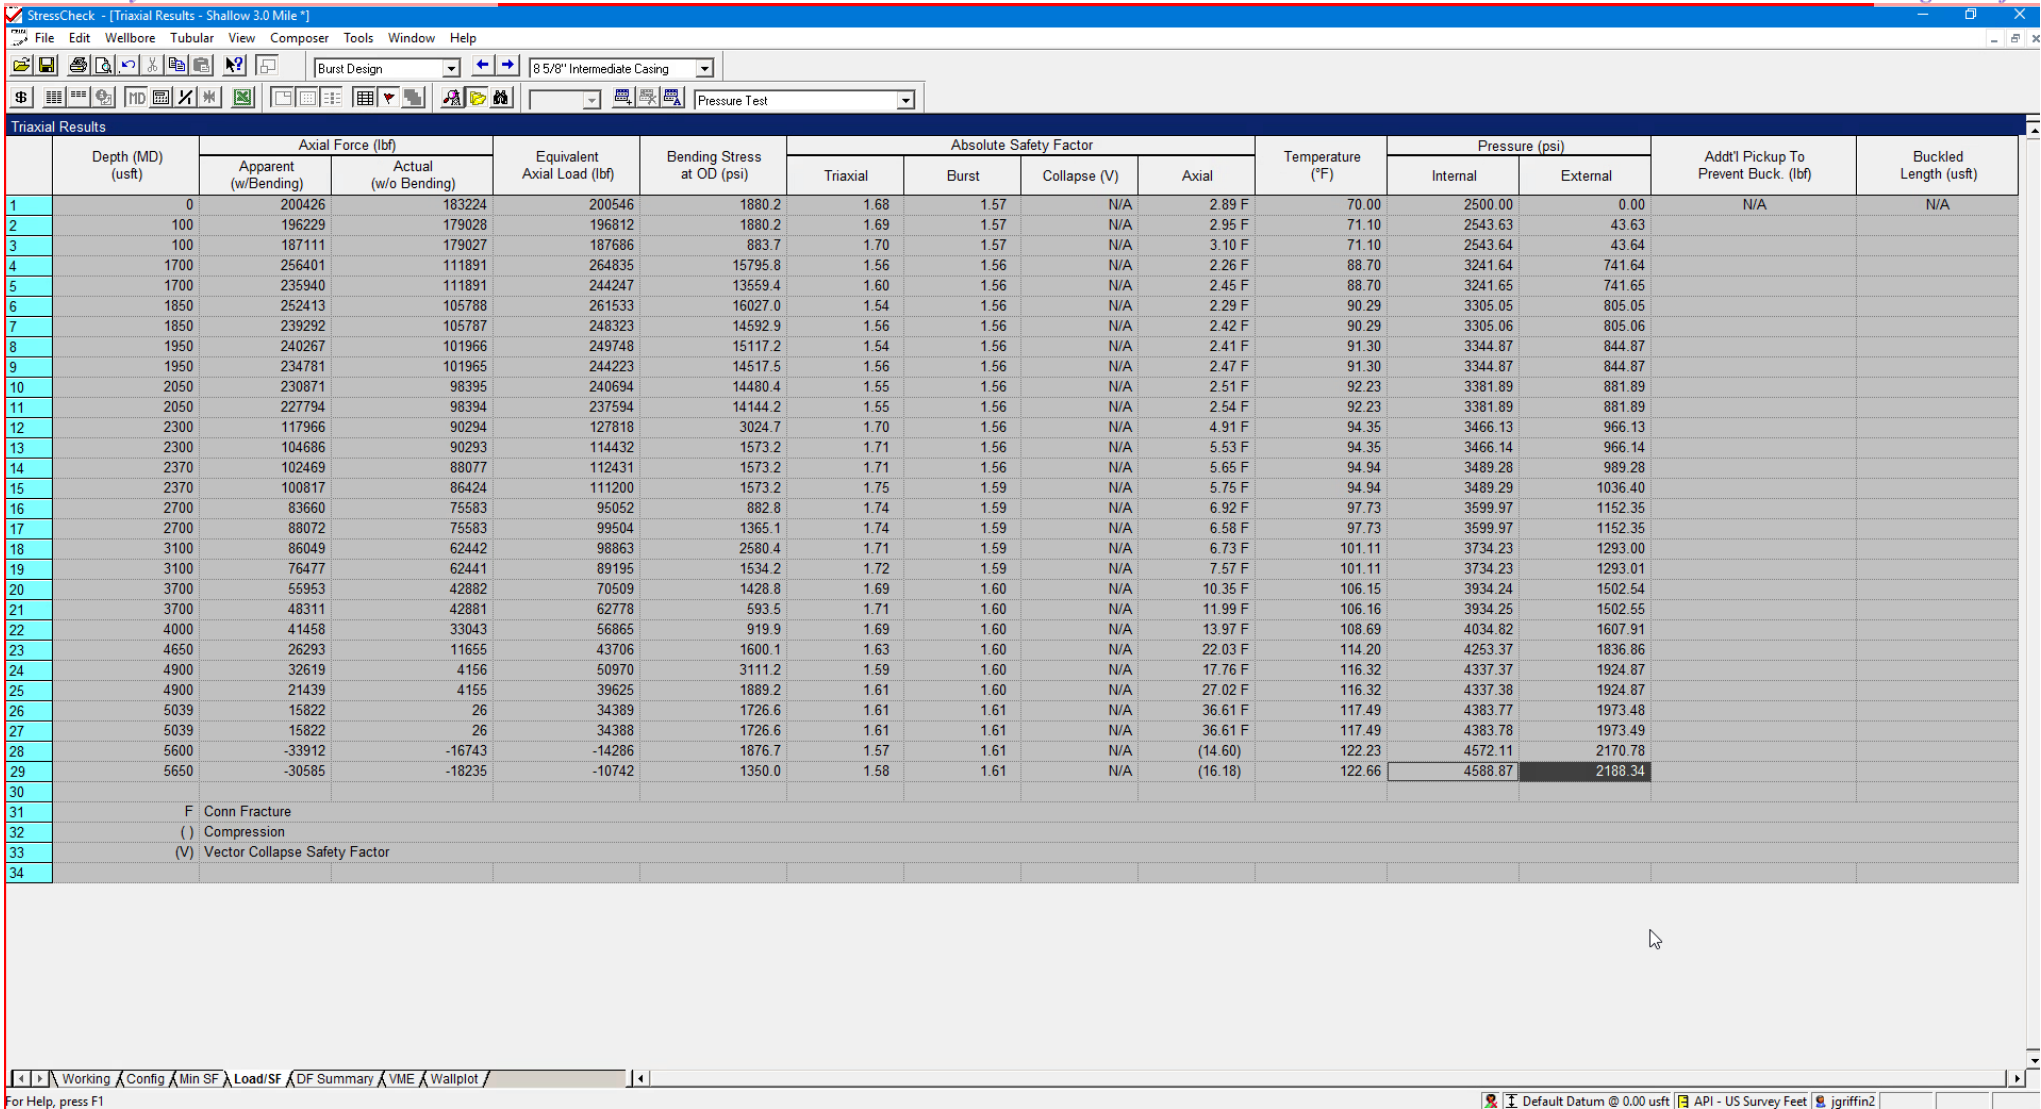 StressCheck - [Triaxial Results - Shallow 3.0 Mile *]
File Edit Wellbore Tubular View Composer Tools Window Help
Burst Design 8 5/8" Intermediate Casing
$ MD Pressure Test
Triaxial Results
Depth (MD) (usft) Axial Force (lbf) Equivalent Axial Load (lbf) Bending Stress at OD (psi) Absolute Safety Factor Temperature (°F) Pressure (psi) Addt'l Pickup To Prevent Buck. (lbf) Buckled Length (usft)
Apparent (w/Bending) Actual (w/o Bending) Triaxial Burst Collapse (V) Axial Internal External
1 0 200426 183224 200546 1880.2 1.68 1.57 N/A 2.89 F 70.00 2500.00 0.00 N/A N/A
2 100 196229 179028 196812 1880.2 1.69 1.57 N/A 2.95 F 71.10 2543.63 43.63
3 100 187111 179027 187686 883.7 1.70 1.57 N/A 3.10 F 71.10 2543.64 43.64
4 1700 256401 111891 264835 15795.8 1.56 1.56 N/A 2.26 F 88.70 3241.64 741.64
5 1700 235940 111891 244247 13559.4 1.60 1.56 N/A 2.45 F 88.70 3241.65 741.65
6 1850 252413 105788 261533 16027.0 1.54 1.56 N/A 2.29 F 90.29 3305.05 805.05
7 1850 239292 105787 248323 14592.9 1.56 1.56 N/A 2.42 F 90.29 3305.06 805.06
8 1950 240267 101966 249748 15117.2 1.54 1.56 N/A 2.41 F 91.30 3344.87 844.87
9 1950 234781 101965 244223 14517.5 1.56 1.56 N/A 2.47 F 91.30 3344.87 844.87
10 2050 230871 98395 240694 14480.4 1.55 1.56 N/A 2.51 F 92.23 3381.89 881.89
11 2050 227794 98394 237594 14144.2 1.55 1.56 N/A 2.54 F 92.23 3381.89 881.89
12 2300 117966 90294 127818 3024.7 1.70 1.56 N/A 4.91 F 94.35 3466.13 966.13
13 2300 104686 90293 114432 1573.2 1.71 1.56 N/A 5.53 F 94.35 3466.14 966.14
14 2370 102469 88077 112431 1573.2 1.71 1.56 N/A 5.65 F 94.94 3489.28 989.28
15 2370 100817 86424 111200 1573.2 1.75 1.59 N/A 5.75 F 94.94 3489.29 1036.40
16 2700 83660 75583 95052 882.8 1.74 1.59 N/A 6.92 F 97.73 3599.97 1152.35
17 2700 88072 75583 99504 1365.1 1.74 1.59 N/A 6.58 F 97.73 3599.97 1152.35
18 3100 86049 62442 98863 2580.4 1.71 1.59 N/A 6.73 F 101.11 3734.23 1293.00
19 3100 76477 62441 89195 1534.2 1.72 1.59 N/A 7.57 F 101.11 3734.23 1293.01
20 3700 55953 42882 70509 1428.8 1.69 1.60 N/A 10.35 F 106.15 3934.24 1502.54
21 3700 48311 42881 62778 593.5 1.71 1.60 N/A 11.99 F 106.16 3934.25 1502.55
22 4000 41458 33043 56865 919.9 1.69 1.60 N/A 13.97 F 108.69 4034.82 1607.91
23 4650 26293 11655 43706 1600.1 1.63 1.60 N/A 22.03 F 114.20 4253.37 1836.86
24 4900 32619 4156 50970 3111.2 1.59 1.60 N/A 17.76 F 116.32 4337.37 1924.87
25 4900 21439 4155 39625 1889.2 1.61 1.60 N/A 27.02 F 116.32 4337.38 1924.87
26 5039 15822 26 34389 1726.6 1.61 1.61 N/A 36.61 F 117.49 4383.77 1973.48
27 5039 15822 26 34388 1726.6 1.61 1.61 N/A 36.61 F 117.49 4383.78 1973.49
28 5600 -33912 -16743 -14286 1876.7 1.57 1.61 N/A (14.60) 122.23 4572.11 2170.78
29 5650 -30585 -18235 -10742 1350.0 1.58 1.61 N/A (16.18) 122.66 4588.87 2188.34
30
31 F Conn Fracture
32 ( ) Compression
33 (V) Vector Collapse Safety Factor
34
Working Config Min SF Load/SF DF Summary VME Wallplot
For Help, press F1 Default Datum @ 0.00 usft API - US Survey Feet jgriffin2